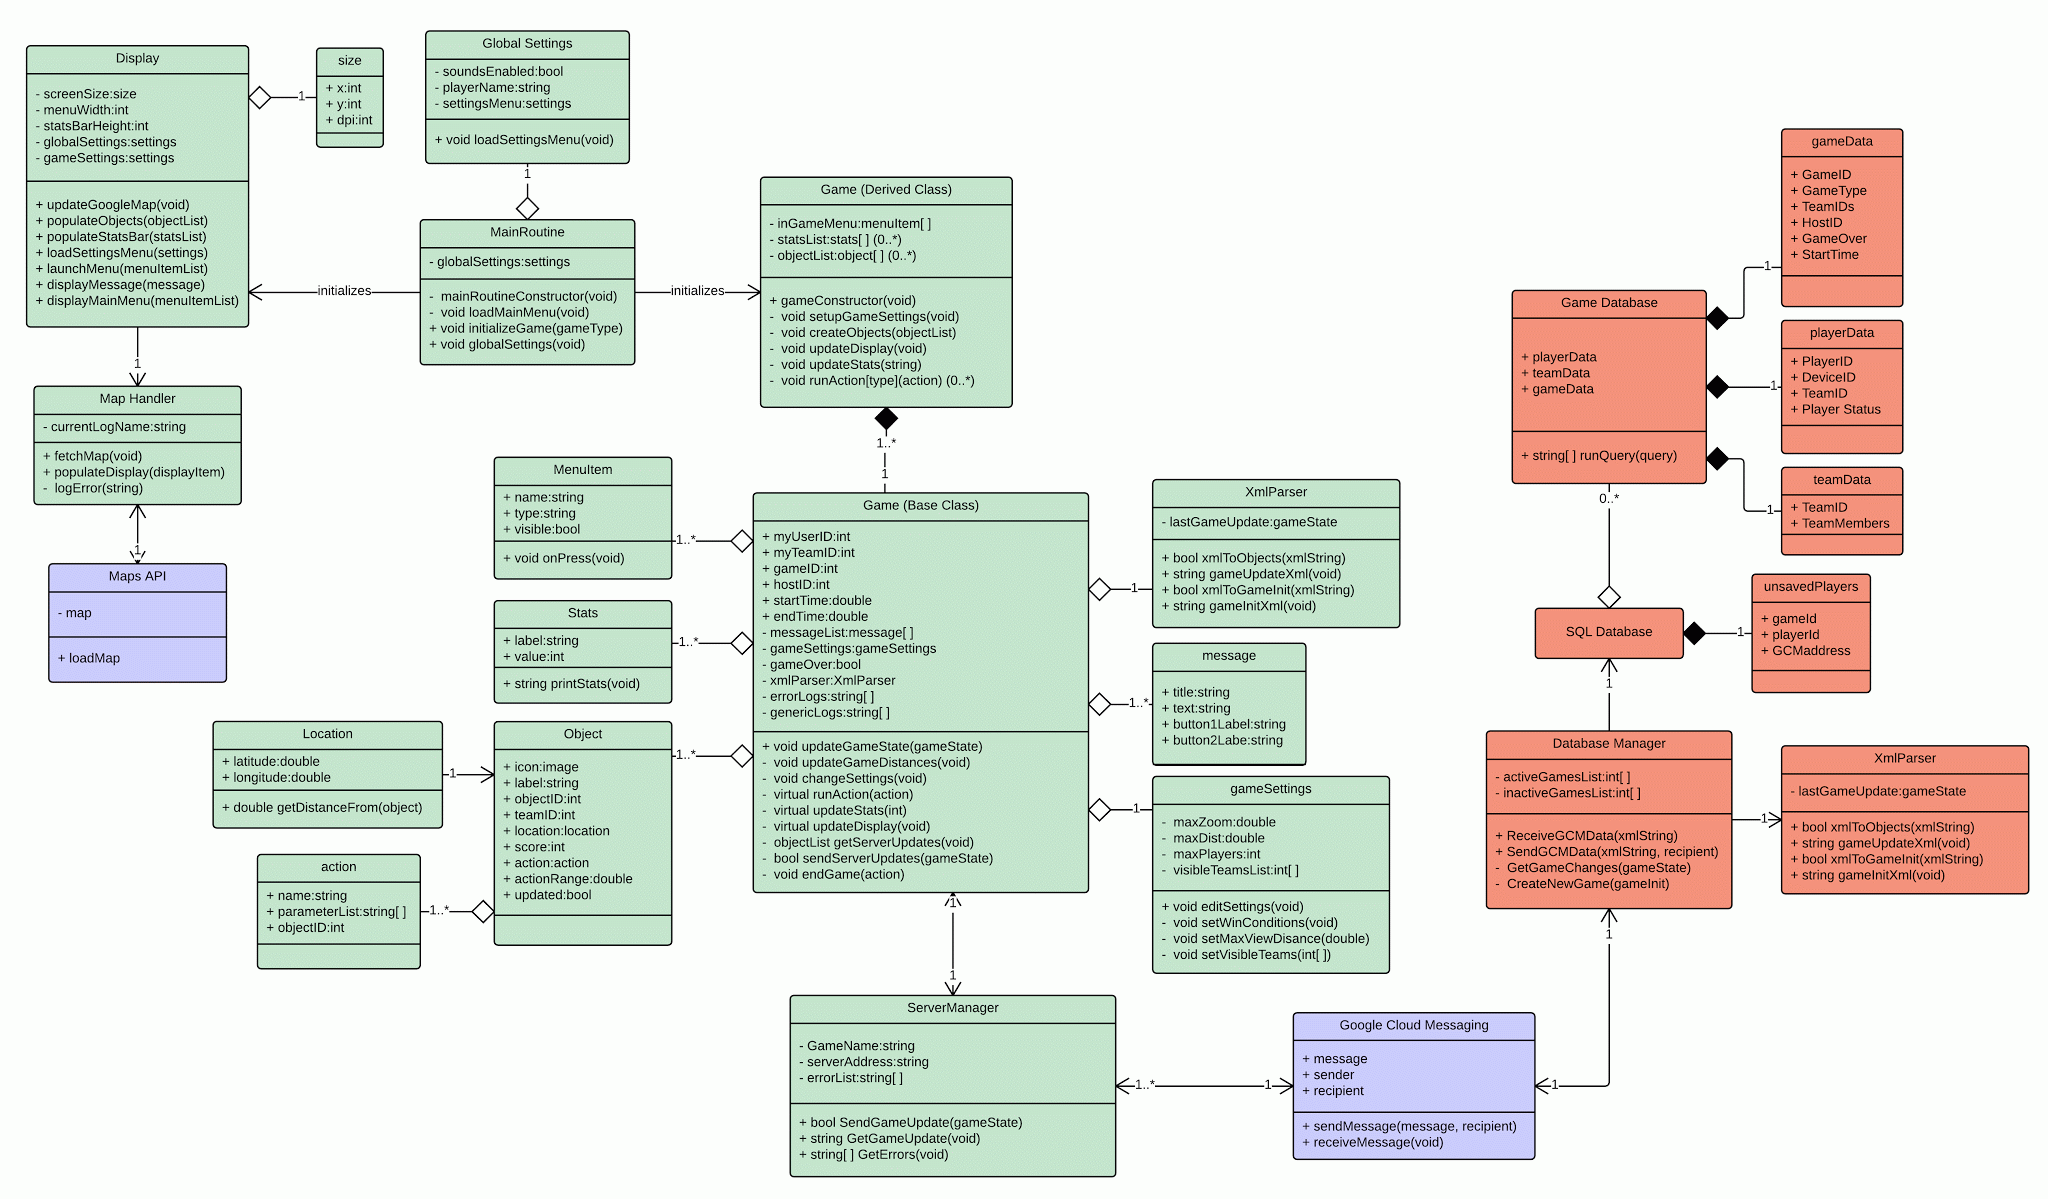 Display
- screenSize:size
- menuWidth:int
- statsBarHeight:int
- globalSettings:settings
- gameSettings:settings
+ updateGoogleMap(void)
+ populateObjects(objectList)
+ populateStatsBar(statsList)
+ loadSettingsMenu(settings)
+ launchMenu(menuItemList)
+ displayMessage(message)
+ displayMainMenu(menuItemList)
1
size
+ x:int
+ y:int
+ dpi:int
Global Settings
- soundsEnabled:bool
- playerName:string
- settingsMenu:settings
+ void loadSettingsMenu(void)
1
MainRoutine
- globalSettings:settings
- mainRoutineConstructor(void)
- void loadMainMenu(void)
+ void initializeGame(gameType)
+ void globalSettings(void)
initializes
initializes
Game (Derived Class)
- inGameMenu:menuItem[ ]
- statsList:stats[ ] (0..*)
- objectList:object[ ] (0..*)
+ gameConstructor(void)
- void setupGameSettings(void)
- void createObjects(objectList)
- void updateDisplay(void)
- void updateStats(string)
- void runAction[type](action) (0..*)
1..*
1
1
Map Handler
- currentLogName:string
+ fetchMap(void)
+ populateDisplay(displayItem)
- logError(string)
1
Maps API
- map
+ loadMap
MenuItem
+ name:string
+ type:string
+ visible:bool
+ void onPress(void)
1..*
Stats
+ label:string
+ value:int
+ string printStats(void)
1..*
Location
+ latitude:double
+ longitude:double
+ double getDistanceFrom(object)
1
Object
+ icon:image
+ label:string
+ objectID:int
+ teamID:int
+ location:location
+ score:int
+ action:action
+ actionRange:double
+ updated:bool
1..*
action
+ name:string
+ parameterList:string[ ]
+ objectID:int
1..*
Game (Base Class)
+ myUserID:int
+ myTeamID:int
+ gameID:int
+ hostID:int
+ startTime:double
+ endTime:double
- messageList:message[ ]
- gameSettings:gameSettings
- gameOver:bool
- xmlParser:XmlParser
- errorLogs:string[ ]
- genericLogs:string[ ]
+ void updateGameState(gameState)
- void updateGameDistances(void)
- void changeSettings(void)
- virtual runAction(action)
- virtual updateStats(int)
- virtual updateDisplay(void)
- objectList getServerUpdates(void)
- bool sendServerUpdates(gameState)
- void endGame(action)
1
XmlParser
- lastGameUpdate:gameState
+ bool xmlToObjects(xmlString)
+ string gameUpdateXml(void)
+ bool xmlToGameInit(xmlString)
+ string gameInitXml(void)
1..*
message
+ title:string
+ text:string
+ button1Label:string
+ button2Labe:string
1
gameSettings
- maxZoom:double
- maxDist:double
- maxPlayers:int
- visibleTeamsList:int[ ]
+ void editSettings(void)
- void setWinConditions(void)
- void setMaxViewDisance(double)
- void setVisibleTeams(int[ ])
1
1
ServerManager
- GameName:string
- serverAddress:string
- errorList:string[ ]
+ bool SendGameUpdate(gameState)
+ string GetGameUpdate(void)
+ string[ ] GetErrors(void)
1..*
1
Google Cloud Messaging
+ message
+ sender
+ recipient
+ sendMessage(message, recipient)
+ receiveMessage(void)
1
1
Game Database
+ playerData
+ teamData
+ gameData
+ string[ ] runQuery(query)
1
gameData
+ GameID
+ GameType
+ TeamIDs
+ HostID
+ GameOver
+ StartTime
1
playerData
+ PlayerID
+ DeviceID
+ TeamID
+ Player Status
1
teamData
+ TeamID
+ TeamMembers
0..*
SQL Database
1
unsavedPlayers
+ gameId
+ playerId
+ GCMaddress
1
Database Manager
- activeGamesList:int[ ]
- inactiveGamesList:int[ ]
+ ReceiveGCMData(xmlString)
+ SendGCMData(xmlString, recipient)
- GetGameChanges(gameState)
- CreateNewGame(gameInit)
1
XmlParser
- lastGameUpdate:gameState
+ bool xmlToObjects(xmlString)
+ string gameUpdateXml(void)
+ bool xmlToGameInit(xmlString)
+ string gameInitXml(void)